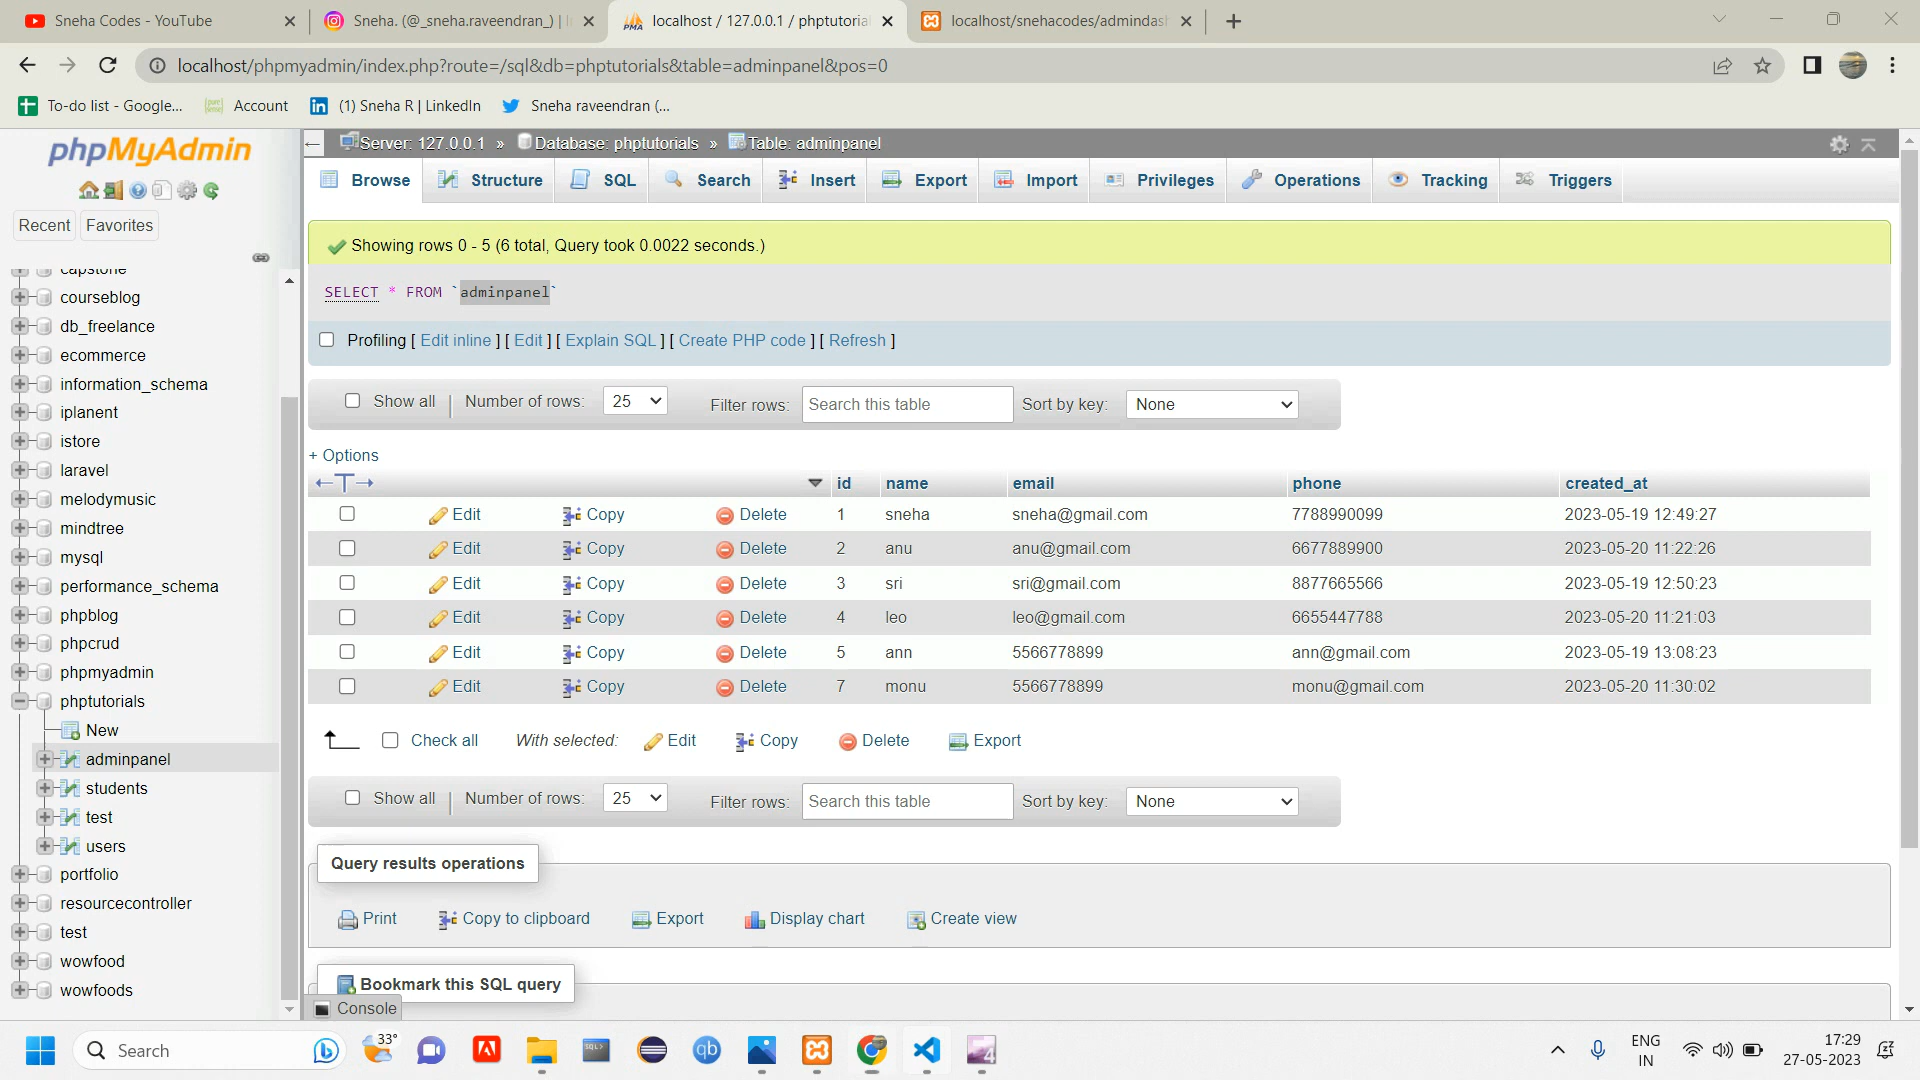 Sneha Codes - YouTube
Sneha. (@_sneha.raveendran_) |
localhost / 127.0.0.1 / phptutorial
localhost/snehacodes/admindas
localhost/phpmyadmin/index.php?route=/sql&db=phptutorials&table=adminpanel&pos=0
To-do list - Google... Account (1) Sneha R | LinkedIn Sneha raveendran (...
phpMyAdmin
Server: 127.0.0.1 » Database: phptutorials » Table: adminpanel
Browse Structure SQL Search Insert Export Import Privileges Operations Tracking Triggers
Recent Favorites
capstone
courseblog
db_freelance
ecommerce
information_schema
iplanent
istore
laravel
melodymusic
mindtree
mysql
performance_schema
phpblog
phpcrud
phpmyadmin
phptutorials
New
adminpanel
students
test
users
portfolio
resourcecontroller
test
wowfood
wowfoods
Showing rows 0 - 5 (6 total, Query took 0.0022 seconds.)
SELECT * FROM `adminpanel`
Profiling [ Edit inline ] [ Edit ] [ Explain SQL ] [ Create PHP code ] [ Refresh ]
Show all | Number of rows: 25 Filter rows: Search this table Sort by key: None
+ Options
←T→ id name email phone created_at
Edit Copy Delete 1 sneha sneha@gmail.com 7788990099 2023-05-19 12:49:27
Edit Copy Delete 2 anu anu@gmail.com 6677889900 2023-05-20 11:22:26
Edit Copy Delete 3 sri sri@gmail.com 8877665566 2023-05-19 12:50:23
Edit Copy Delete 4 leo leo@gmail.com 6655447788 2023-05-20 11:21:03
Edit Copy Delete 5 ann 5566778899 ann@gmail.com 2023-05-19 13:08:23
Edit Copy Delete 7 monu 5566778899 monu@gmail.com 2023-05-20 11:30:02
Check all With selected: Edit Copy Delete Export
Show all | Number of rows: 25 Filter rows: Search this table Sort by key: None
Query results operations
Print Copy to clipboard Export Display chart Create view
Bookmark this SQL query
Console
Search 33° ENG 17:29
IN 27-05-2023